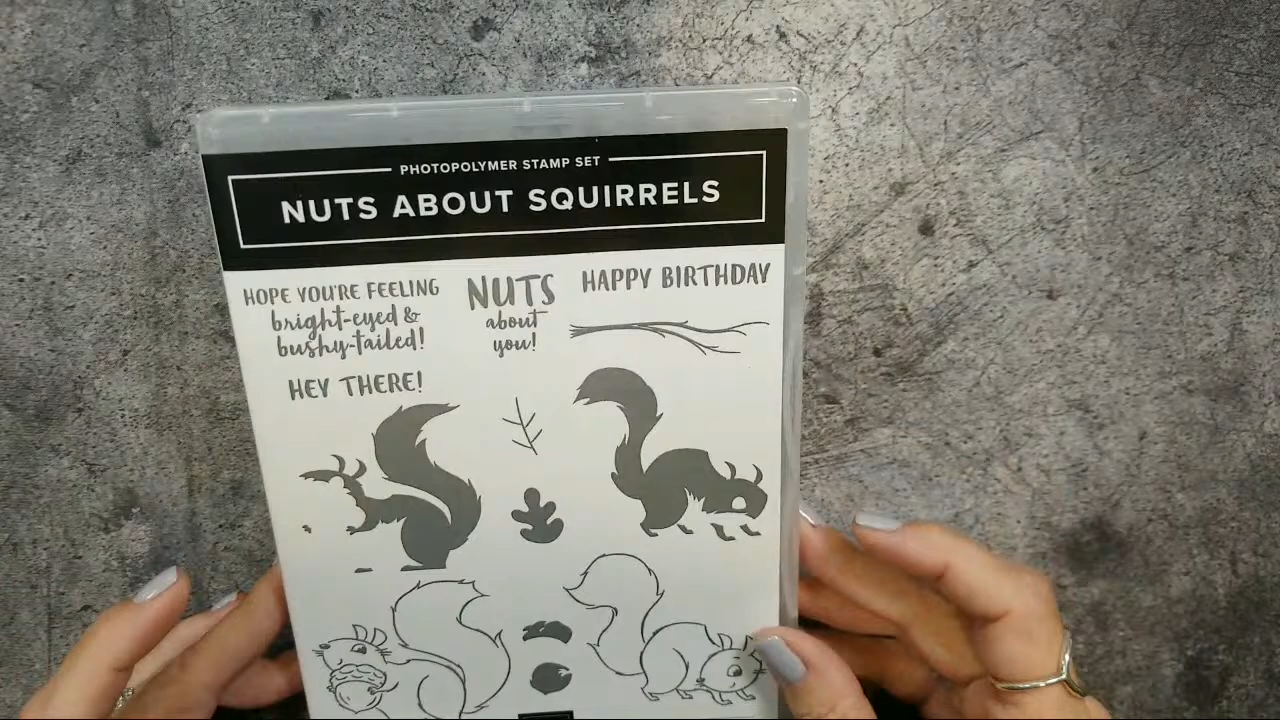 PHOTOPOLYMER STAMP SET
NUTS ABOUT SQUIRRELS
HOPE YOU'RE FEELING
bright-eyed &
bushy-tailed!
NUTS
about
you!
HAPPY BIRTHDAY
HEY THERE!